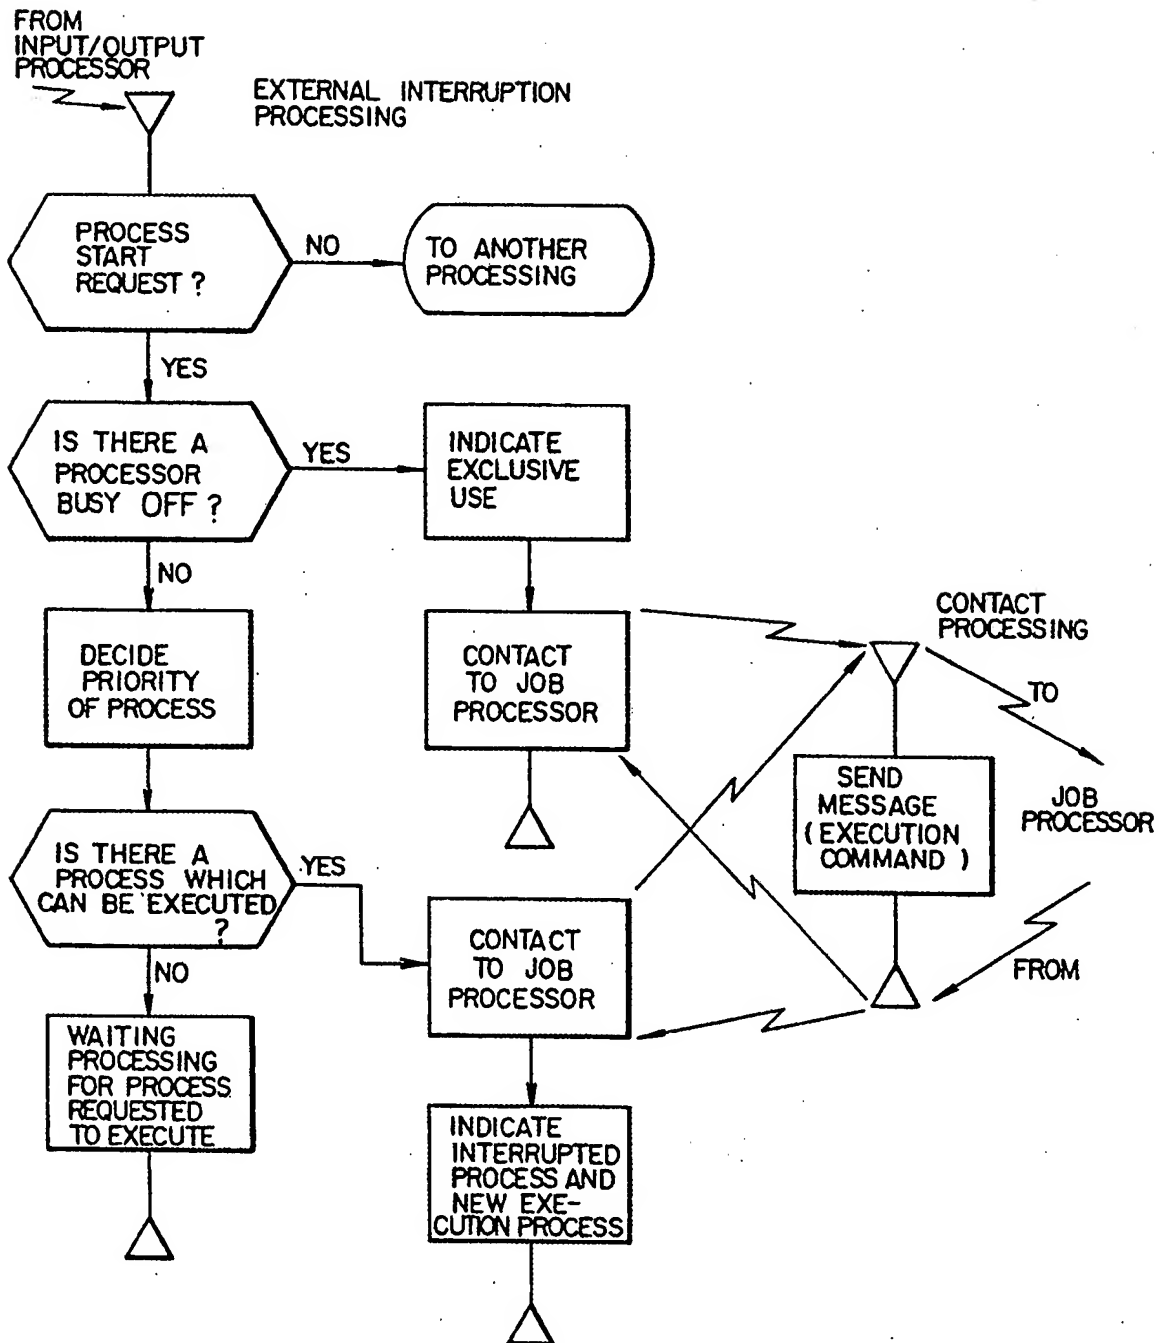 FROM
INPUT/OUTPUT
PROCESSOR
EXTERNAL INTERRUPTION
PROCESSING
PROCESS
START
REQUEST ?
NO
TO ANOTHER
PROCESSING
YES
IS THERE A
PROCESSOR
BUSY OFF ?
YES
INDICATE
EXCLUSIVE
USE
NO
DECIDE
PRIORITY
OF PROCESS
CONTACT
TO JOB
PROCESSOR
CONTACT
PROCESSING
TO
SEND
MESSAGE
(EXECUTION
COMMAND)
JOB
PROCESSOR
FROM
IS THERE A
PROCESS WHICH
CAN BE EXECUTED
?
YES
CONTACT
TO JOB
PROCESSOR
NO
WAITING
PROCESSING
FOR PROCESS
REQUESTED
TO EXECUTE
INDICATE
INTERRUPTED
PROCESS AND
NEW EXE-
CUTION PROCESS